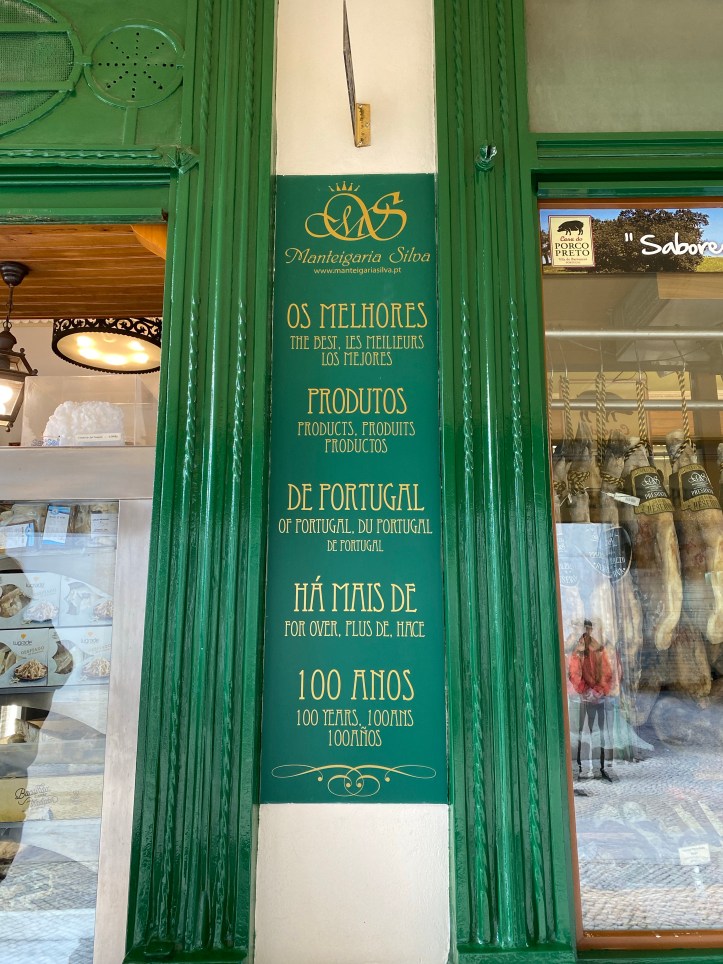 MS
Manteigaria Silva
www.manteigariasilva.pt
OS MELHORES
THE BEST, LES MEILIEURS
LOS MEJORES
PRODUTOS
PRODUCTS, PRODUITS
PRODUCTOS
DE PORTUGAL
OF PORTUGAL, DU PORTUGAL
DE PORTUGAL
HÁ MAIS DE
FOR OVER, PLUS DE, HACE
100 ANOS
100 YEARS, 100ANS
100AÑOS
Casa do
PORCO
PRETO
"Sabore